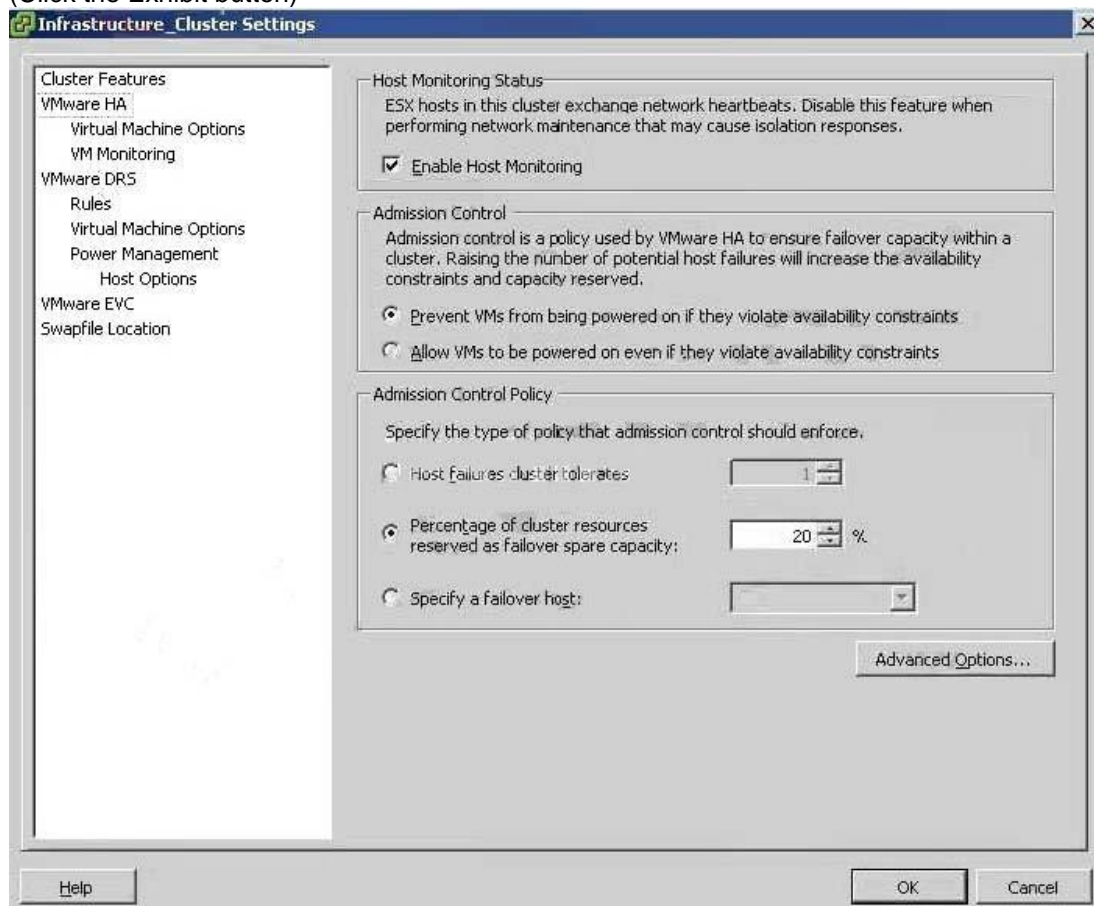 (Click the Exhibit button)
Infrastructure_Cluster Settings
Cluster Features
VMware HA
Virtual Machine Options
VM Monitoring
VMware DRS
Rules
Virtual Machine Options
Power Management
Host Options
VMware EVC
Swapfile Location
Host Monitoring Status
ESX hosts in this cluster exchange network heartbeats. Disable this feature when
performing network maintenance that may cause isolation responses.
Enable Host Monitoring
Admission Control
Admission control is a policy used by VMware HA to ensure failover capacity within a
cluster. Raising the number of potential host failures will increase the availability
constraints and capacity reserved.
Prevent VMs from being powered on if they violate availability constraints
Allow VMs to be powered on even if they violate availability constraints
Admission Control Policy
Specify the type of policy that admission control should enforce.
Host failures cluster tolerates 1
Percentage of cluster resources
reserved as failover spare capacity: 20 %
Specify a failover host:
Advanced Options...
Help OK Cancel